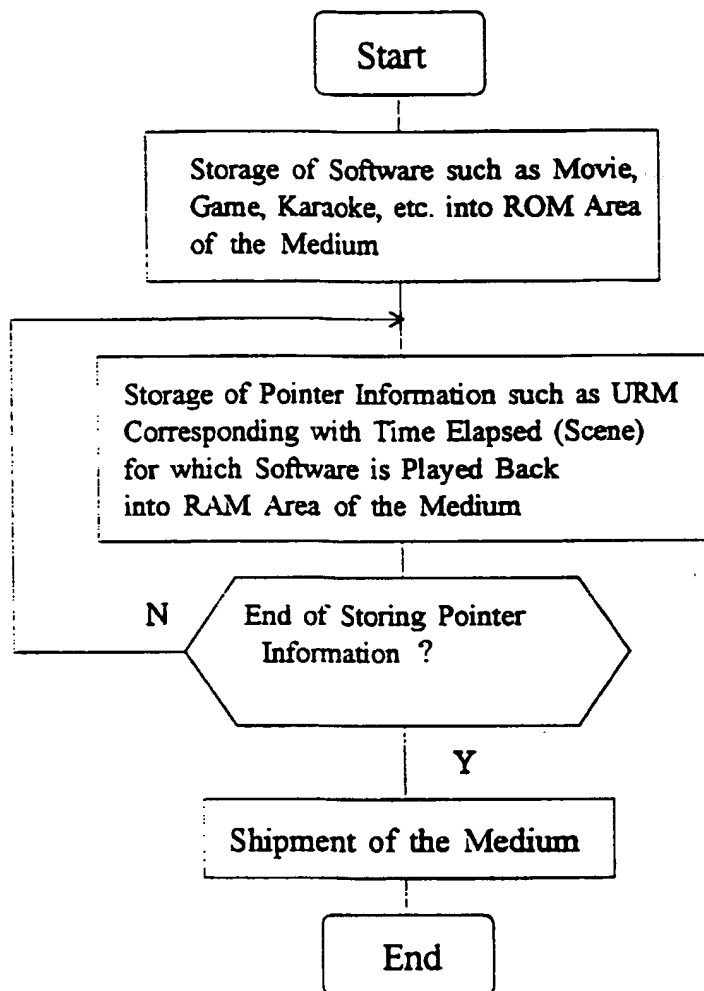 Start
Storage of Software such as Movie,
Game, Karaoke, etc. into ROM Area
of the Medium
Storage of Pointer Information such as URM
Corresponding with Time Elapsed (Scene)
for which Software is Played Back
into RAM Area of the Medium
N
End of Storing Pointer
Information ?
Y
Shipment of the Medium
End